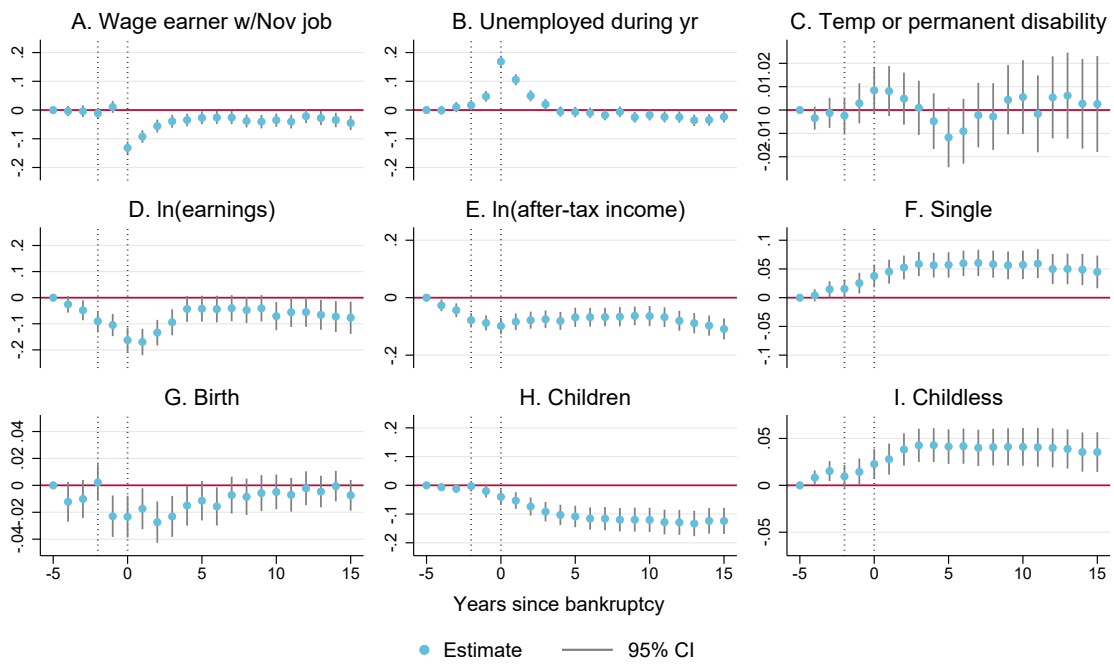 A. Wage earner w/Nov job
B. Unemployed during yr
C. Temp or permanent disability
.2
.1
0
-.1
-.2
.2
.1
0
-.1
-.2
.02
.01
0
-.01
-.02
D. ln(earnings)
E. ln(after-tax income)
F. Single
.2
.1
0
-.1
-.2
.2
0
-.2
.1
.05
0
-.05
-.1
G. Birth
H. Children
I. Childless
.04
.02
0
-.02
-.04
.2
.1
0
-.1
-.2
.05
0
-.05
-5 0 5 10 15
-5 0 5 10 15
-5 0 5 10 15
Years since bankruptcy
Estimate
95% CI